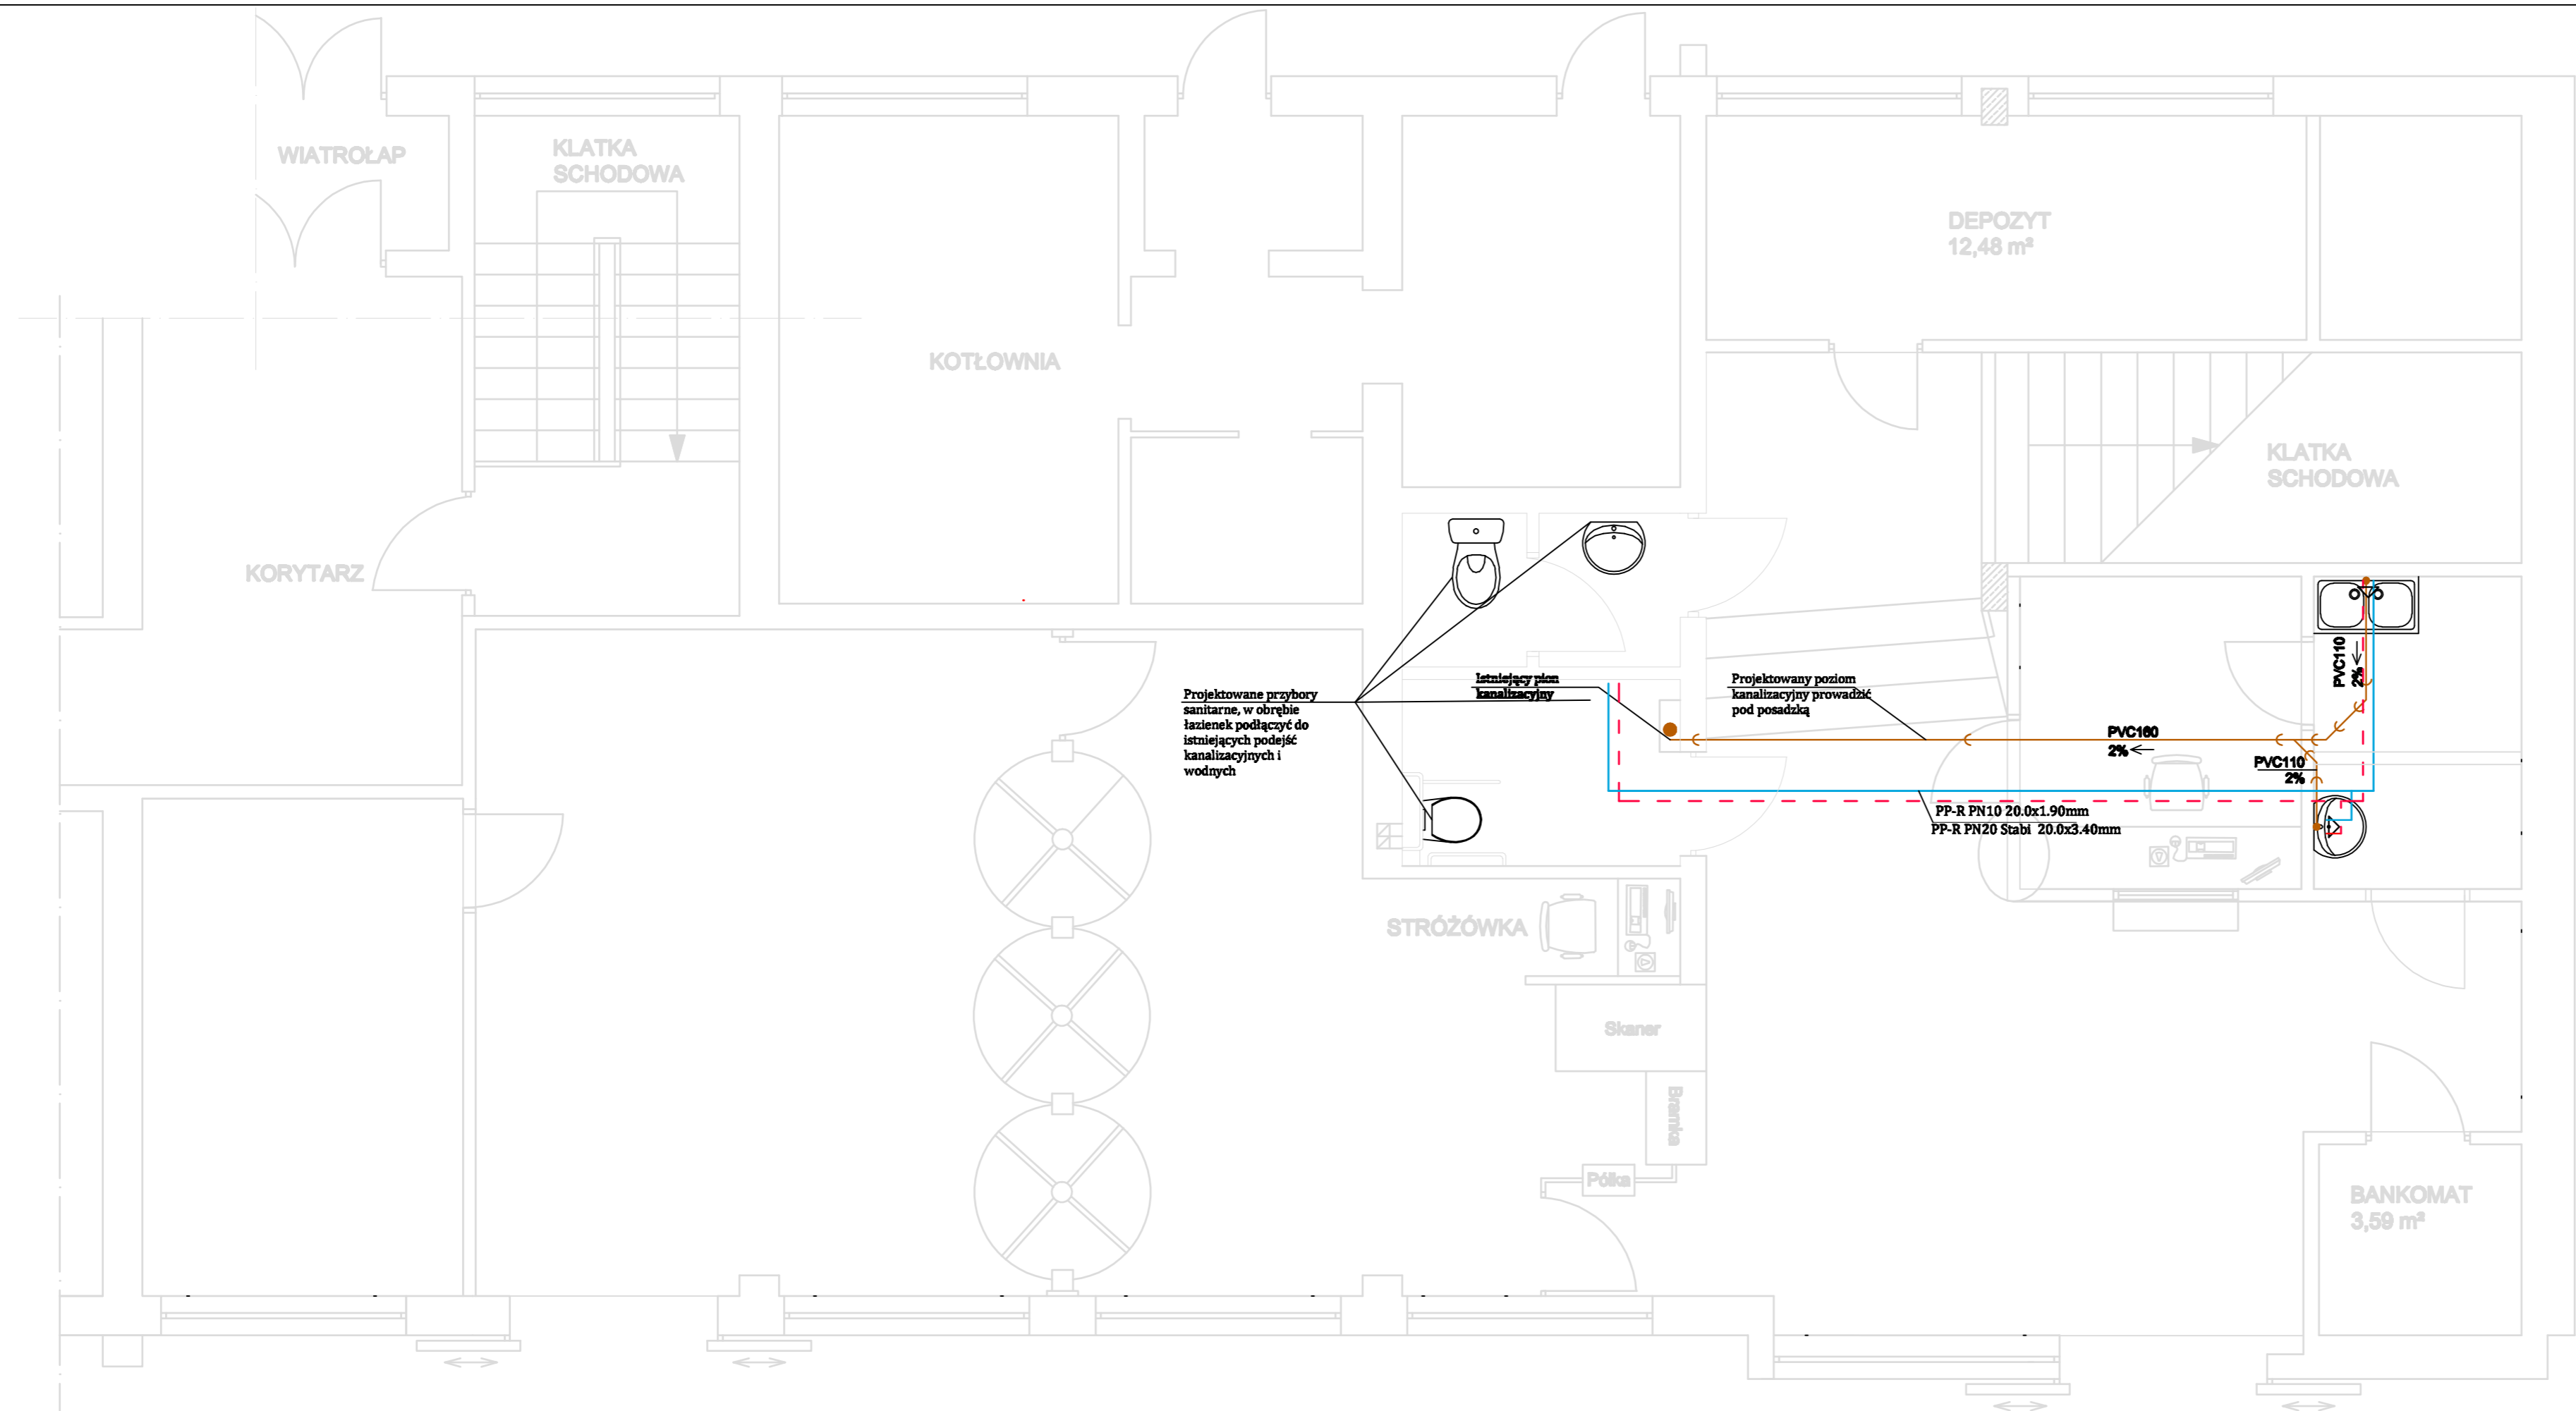 WIATROŁAP
KLATKA
SCHODOWA
DEPOZYT
12,48 m²
KOTŁOWNIA
KLATKA
SCHODOWA
KORYTARZ
Projektowane przybory
sanitarne, w obrębie
łazienek podłączyć do
istniejących podejść
kanalizacyjnych i
wodnych
Istniejący pion
kanalizacyjny
Projektowany poziom
kanalizacyjny prowadzić
pod posadzką
PVC160
2%
PVC110
2%
PVC110
2%
PP-R PN10 20.0x1.90mm
PP-R PN20 Stabi 20.0x3.40mm
STRÓŻÓWKA
Skaner
Bramka
Półka
BANKOMAT
3,59 m²